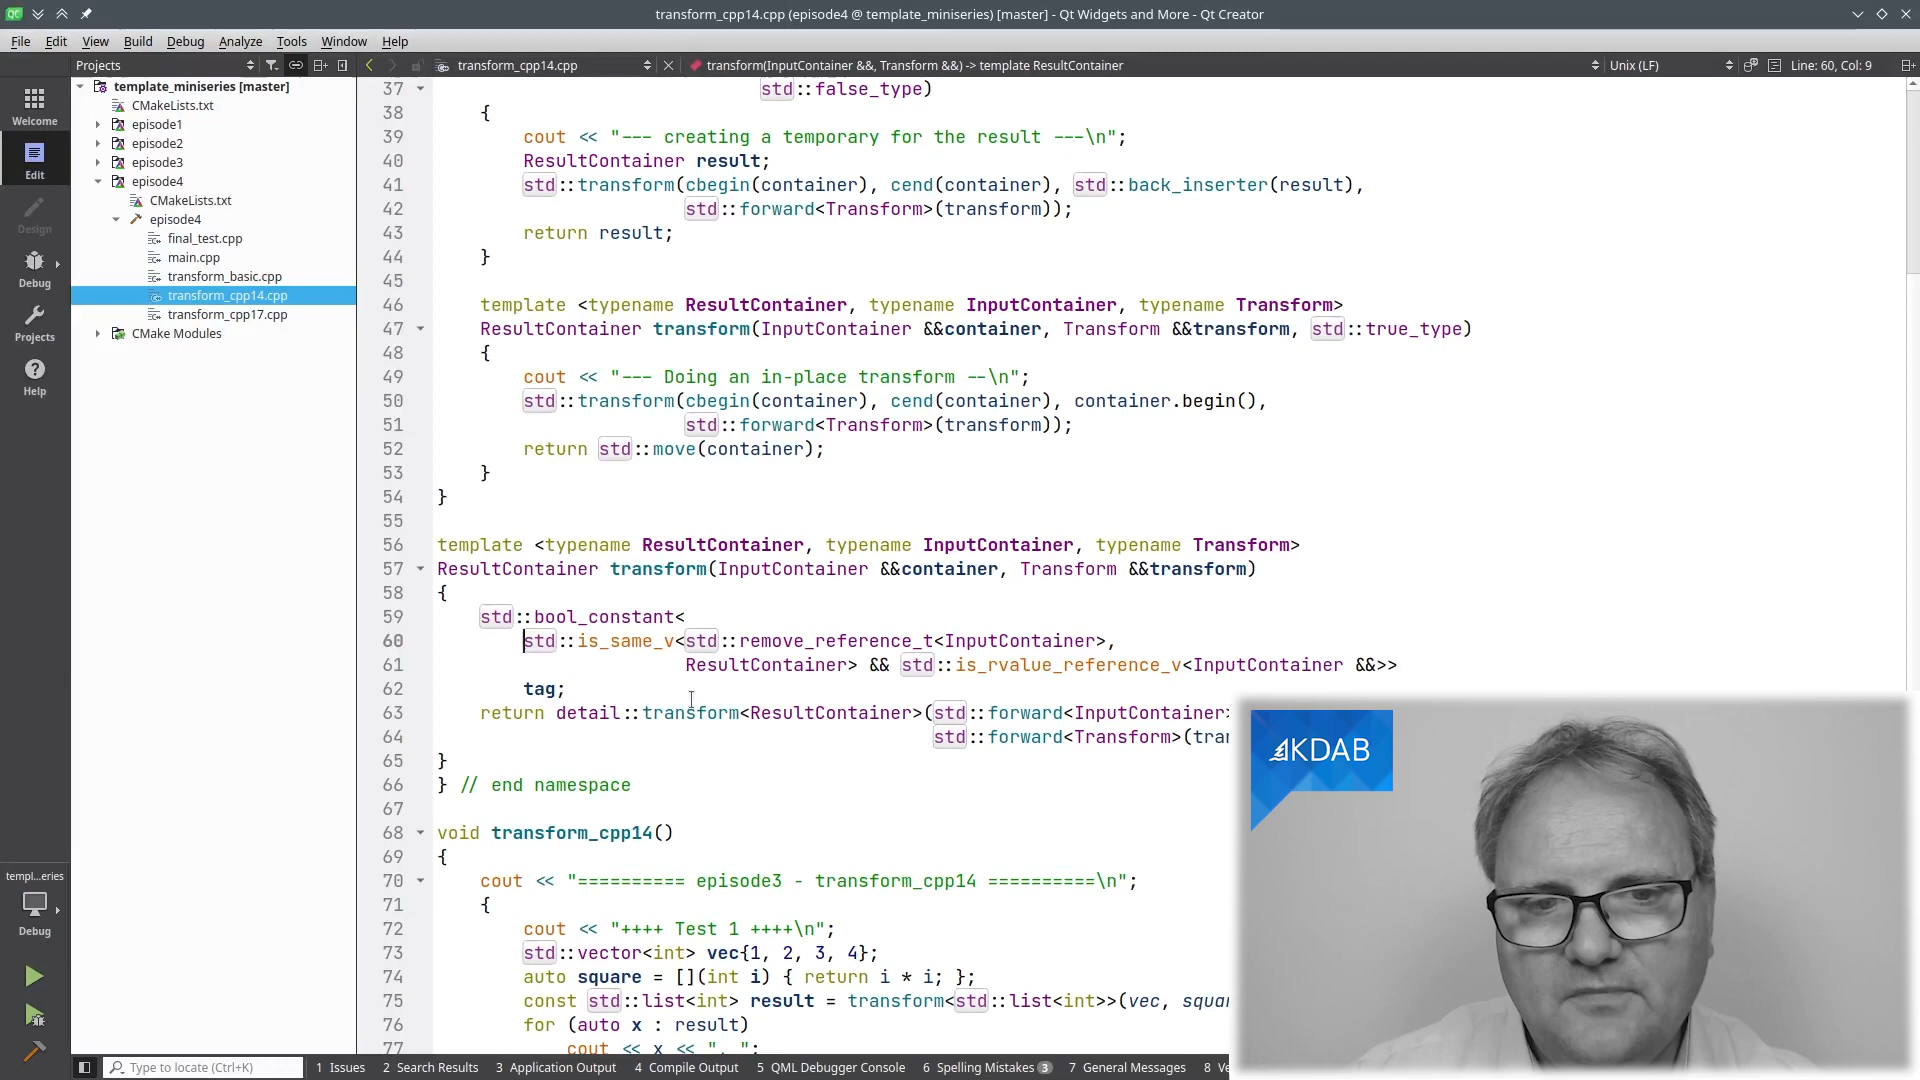 transform_cpp14.cpp (episode4 @ template_miniseries) [master] - Qt Widgets and More - Qt Creator
File Edit View Build Debug Analyze Tools Window Help
Projects
transform_cpp14.cpp
transform(InputContainer &&, Transform &&) -> template ResultContainer
Unix (LF)
Line: 60, Col: 9
Welcome
Edit
Design
Debug
Projects
Help
templ...eries
Debug
template_miniseries [master]
CMakeLists.txt
episode1
episode2
episode3
episode4
CMakeLists.txt
episode4
final_test.cpp
main.cpp
transform_basic.cpp
transform_cpp14.cpp
transform_cpp17.cpp
CMake Modules
37 std::false_type)
38 {
39 cout << "--- creating a temporary for the result ---\n";
40 ResultContainer result;
41 std::transform(cbegin(container), cend(container), std::back_inserter(result),
42 std::forward<Transform>(transform));
43 return result;
44 }
45
46 template <typename ResultContainer, typename InputContainer, typename Transform>
47 ResultContainer transform(InputContainer &&container, Transform &&transform, std::true_type)
48 {
49 cout << "--- Doing an in-place transform --\n";
50 std::transform(cbegin(container), cend(container), container.begin(),
51 std::forward<Transform>(transform));
52 return std::move(container);
53 }
54 }
55
56 template <typename ResultContainer, typename InputContainer, typename Transform>
57 ResultContainer transform(InputContainer &&container, Transform &&transform)
58 {
59 std::bool_constant<
60 std::is_same_v<std::remove_reference_t<InputContainer>,
61 ResultContainer> && std::is_rvalue_reference_v<InputContainer &&>>
62 tag;
63 return detail::transform<ResultContainer>(std::forward<InputContainer>
64 std::forward<Transform>(tran
65 }
66 } // end namespace
67
68 void transform_cpp14()
69 {
70 cout << "========== episode3 - transform_cpp14 ==========\n";
71 {
72 cout << "++++ Test 1 ++++\n";
73 std::vector<int> vec{1, 2, 3, 4};
74 auto square = [](int i) { return i * i; };
75 const std::list<int> result = transform<std::list<int>>(vec, squar
76 for (auto x : result)
77 cout << x << ", ";
KDAB
Type to locate (Ctrl+K)
1 Issues 2 Search Results 3 Application Output 4 Compile Output 5 QML Debugger Console 6 Spelling Mistakes 3 7 General Messages 8 Ve